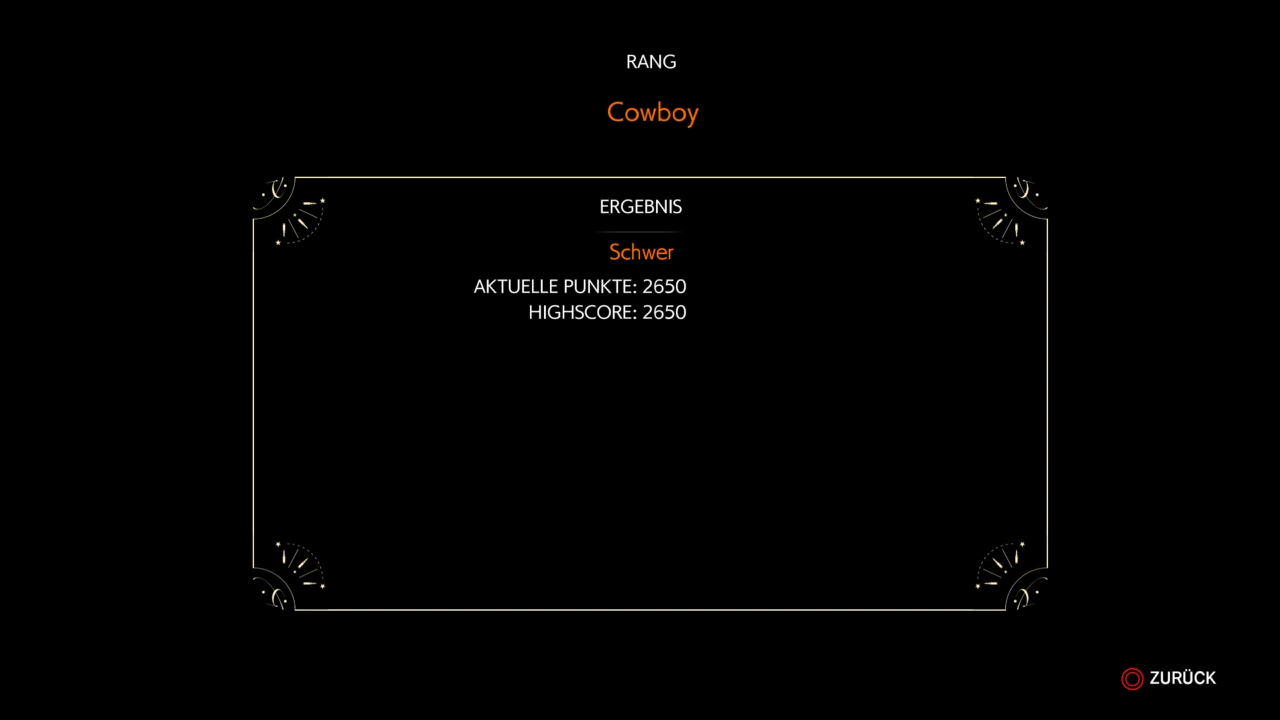 RANG
Cowboy
ERGEBNIS
Schwer
AKTUELLE PUNKTE: 2650
HIGHSCORE: 2650
ZURÜCK